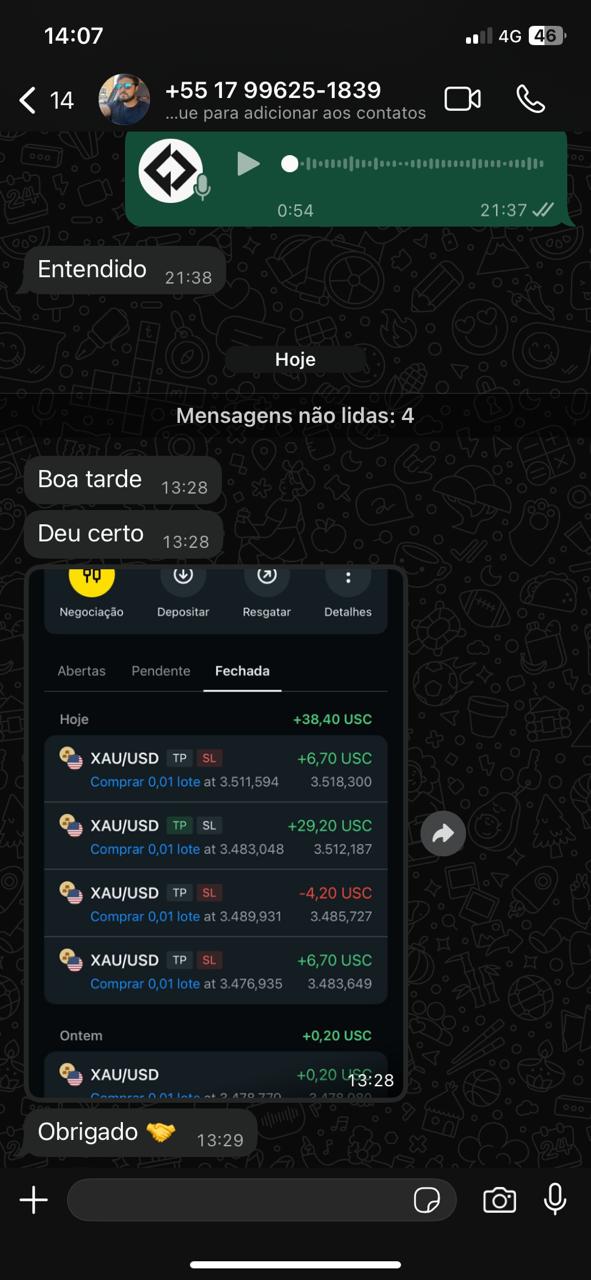 14:07
4G 46
14
+55 17 99625-1839
...ue para adicionar aos contatos
0:54 21:37
Entendido 21:38
Hoje
Mensagens não lidas: 4
Boa tarde 13:28
Deu certo 13:28
Negociação Depositar Resgatar Detalhes
Abertas Pendente Fechada
Hoje +38,40 USC
XAU/USD TP SL +6,70 USC
Comprar 0,01 lote at 3.511,594 3.518,300
XAU/USD TP SL +29,20 USC
Comprar 0,01 lote at 3.483,048 3.512,187
XAU/USD TP SL -4,20 USC
Comprar 0,01 lote at 3.489,931 3.485,727
XAU/USD TP SL +6,70 USC
Comprar 0,01 lote at 3.476,935 3.483,649
Ontem +0,20 USC
XAU/USD +0,20 USC
13:28
Comprar 0,01 lote at
Obrigado 🤝 13:29